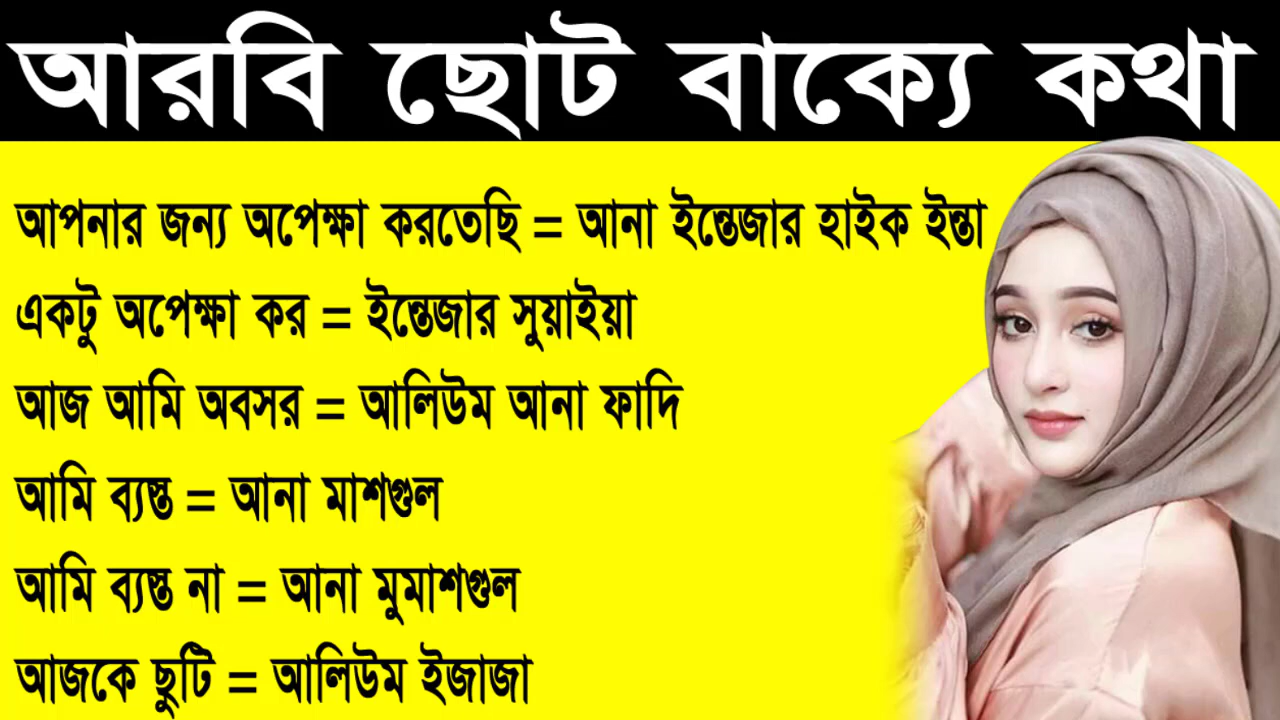 আরবি ছোট বাক্যে কথা
আপনার জন্য অপেক্ষা করতেছি = আনা ইন্তেজার হাইক ইন্তা
একটু অপেক্ষা কর = ইন্তেজার সুয়াইয়া
আজ আমি অবসর = আলিউম আনা ফাদি
আমি ব্যস্ত = আনা মাশগুল
আমি ব্যস্ত না = আনা মুমাশগুল
আজকে ছুটি = আলিউম ইজাজা